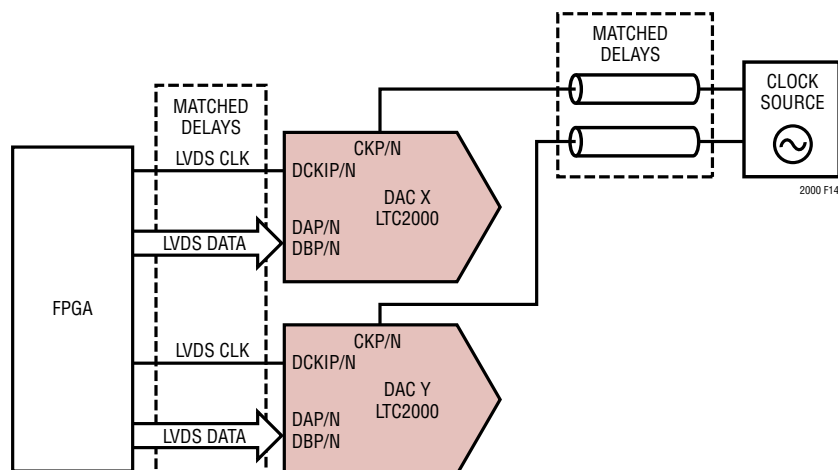 MATCHED
DELAYS
CLOCK
SOURCE
2000 F14
MATCHED
DELAYS
LVDS CLK
LVDS DATA
FPGA
CKP/N
DCKIP/N
DAC X
LTC2000
DAP/N
DBP/N
LVDS CLK
LVDS DATA
CKP/N
DCKIP/N
DAC Y
LTC2000
DAP/N
DBP/N